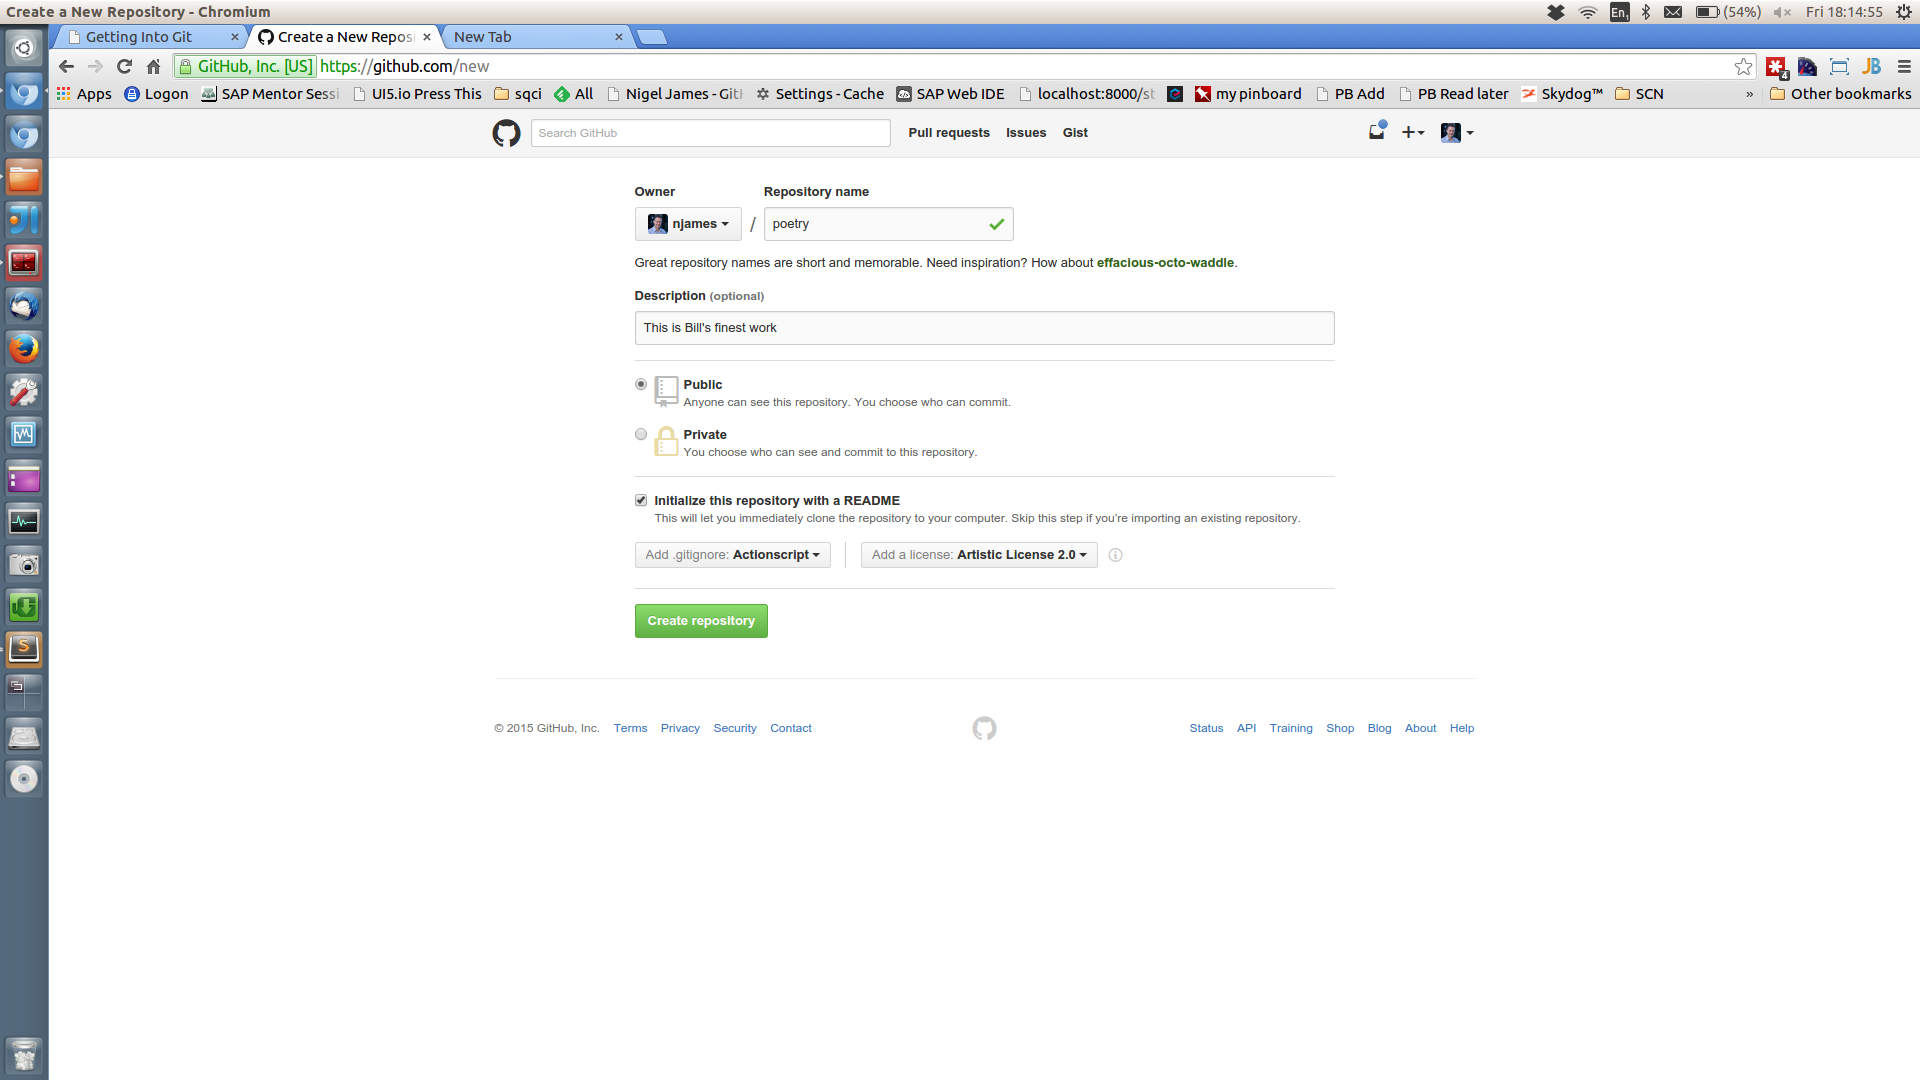 Create a New Repository - Chromium
En1 (54%) Fri 18:14:55
Getting Into Git × Create a New Reposi × New Tab ×
GitHub, Inc. [US] https://github.com/new
4 JB
Apps Logon SAP Mentor Sessi UI5.io Press This sqci All Nigel James - Git Settings - Cache SAP Web IDE localhost:8000/st my pinboard PB Add PB Read later Skydog™ SCN » Other bookmarks
Search GitHub Pull requests Issues Gist
Owner Repository name
njames / poetry
Great repository names are short and memorable. Need inspiration? How about effacious-octo-waddle.
Description (optional)
This is Bill's finest work
Public
Anyone can see this repository. You choose who can commit.
Private
You choose who can see and commit to this repository.
Initialize this repository with a README
This will let you immediately clone the repository to your computer. Skip this step if you're importing an existing repository.
Add .gitignore: Actionscript Add a license: Artistic License 2.0
Create repository
© 2015 GitHub, Inc. Terms Privacy Security Contact Status API Training Shop Blog About Help